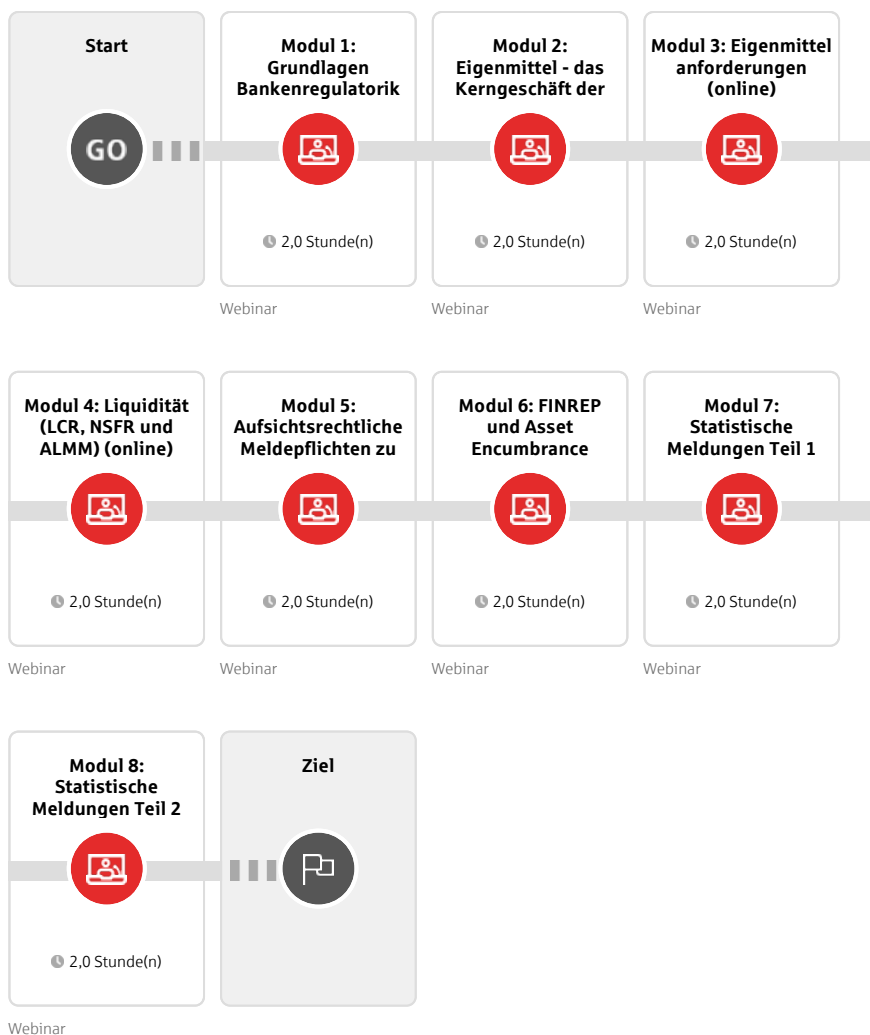 Start
Modul 1:
Grundlagen
Bankenregulatorik
Modul 2:
Eigenmittel - das
Kerngeschäft der
Modul 3: Eigenmittel
anforderungen
(online)
GO
2,0 Stunde(n)
2,0 Stunde(n)
2,0 Stunde(n)
Webinar
Webinar
Webinar
Modul 4: Liquidität
(LCR, NSFR und
ALMM) (online)
Modul 5:
Aufsichtsrechtliche
Meldepflichten zu
Modul 6: FINREP
und Asset
Encumbrance
Modul 7:
Statistische
Meldungen Teil 1
2,0 Stunde(n)
2,0 Stunde(n)
2,0 Stunde(n)
2,0 Stunde(n)
Webinar
Webinar
Webinar
Webinar
Modul 8:
Statistische
Meldungen Teil 2
Ziel
2,0 Stunde(n)
Webinar